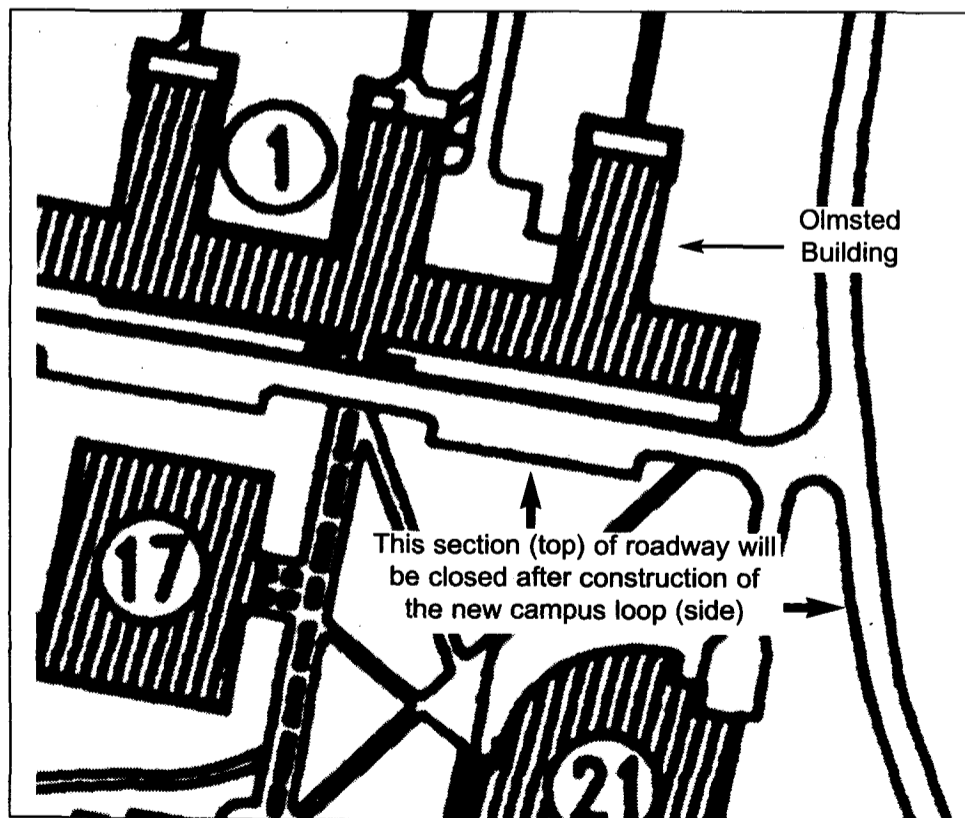 1
Olmsted
Building
17
This section (top) of roadway will
be closed after construction of
the new campus loop (side)
21